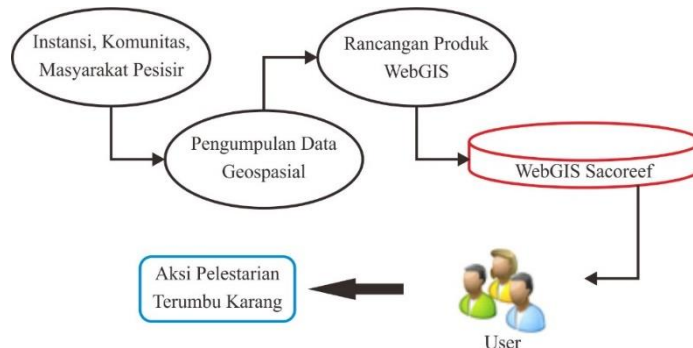 Instansi, Komunitas,
Masyarakat Pesisir
Pengumpulan Data
Geospasial
Rancangan Produk
WebGIS
WebGIS Sacoreef
User
Aksi Pelestarian
Terumbu Karang